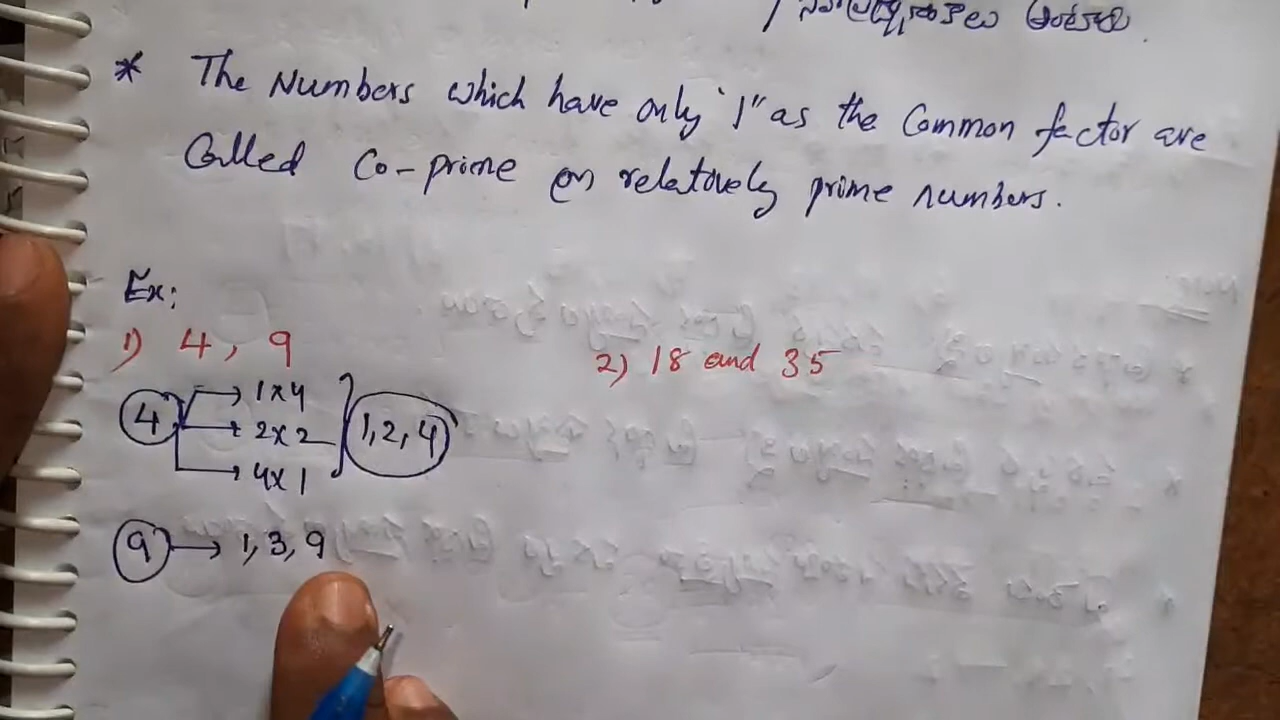 * The Numbers which have only "1" as the Common factor are
Called Co-prime or relatively prime numbers.
Ex:
1) 4, 9
2) 18 and 35
4 → 1x4
→ 2x2
→ 4x1
1, 2, 4
9 → 1, 3, 9